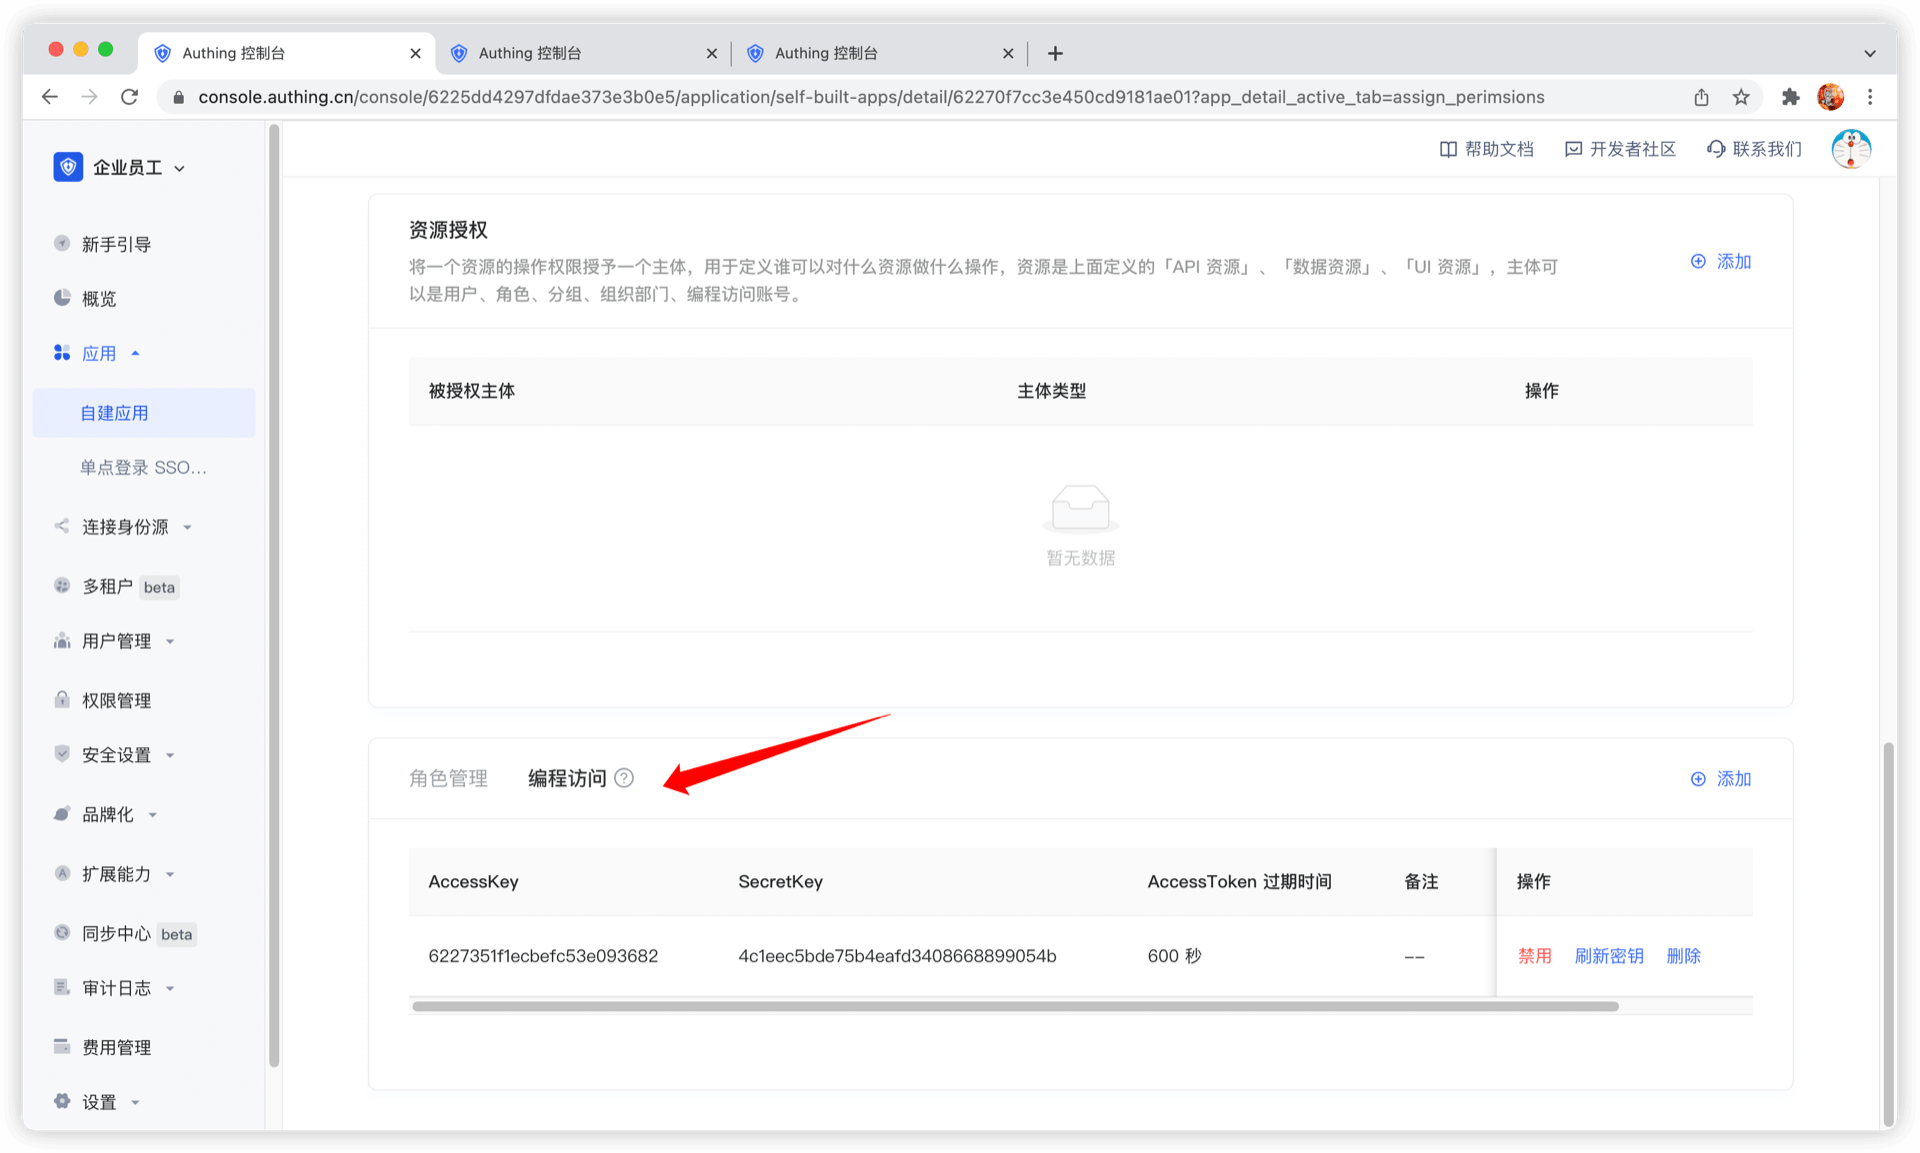 Authing 控制台
Authing 控制台
Authing 控制台
console.authing.cn/console/6225dd4297dfdae373e3b0e5/application/self-built-apps/detail/62270f7cc3e450cd9181ae01?app_detail_active_tab=assign_perimsions
企业员工
帮助文档
开发者社区
联系我们
新手引导
概览
应用
自建应用
单点登录 SSO...
连接身份源
多租户 beta
用户管理
权限管理
安全设置
品牌化
扩展能力
同步中心 beta
审计日志
费用管理
设置
资源授权
将一个资源的操作权限授予一个主体，用于定义谁可以对什么资源做什么操作，资源是上面定义的「API 资源」、「数据资源」、「UI 资源」，主体可
以是用户、角色、分组、组织部门、编程访问账号。
添加
被授权主体 主体类型 操作
暂无数据
角色管理 编程访问 ?
添加
AccessKey SecretKey AccessToken 过期时间 备注 操作
6227351f1ecbefc53e093682 4c1eec5bde75b4eafd3408668899054b 600 秒 -- 禁用 刷新密钥 删除